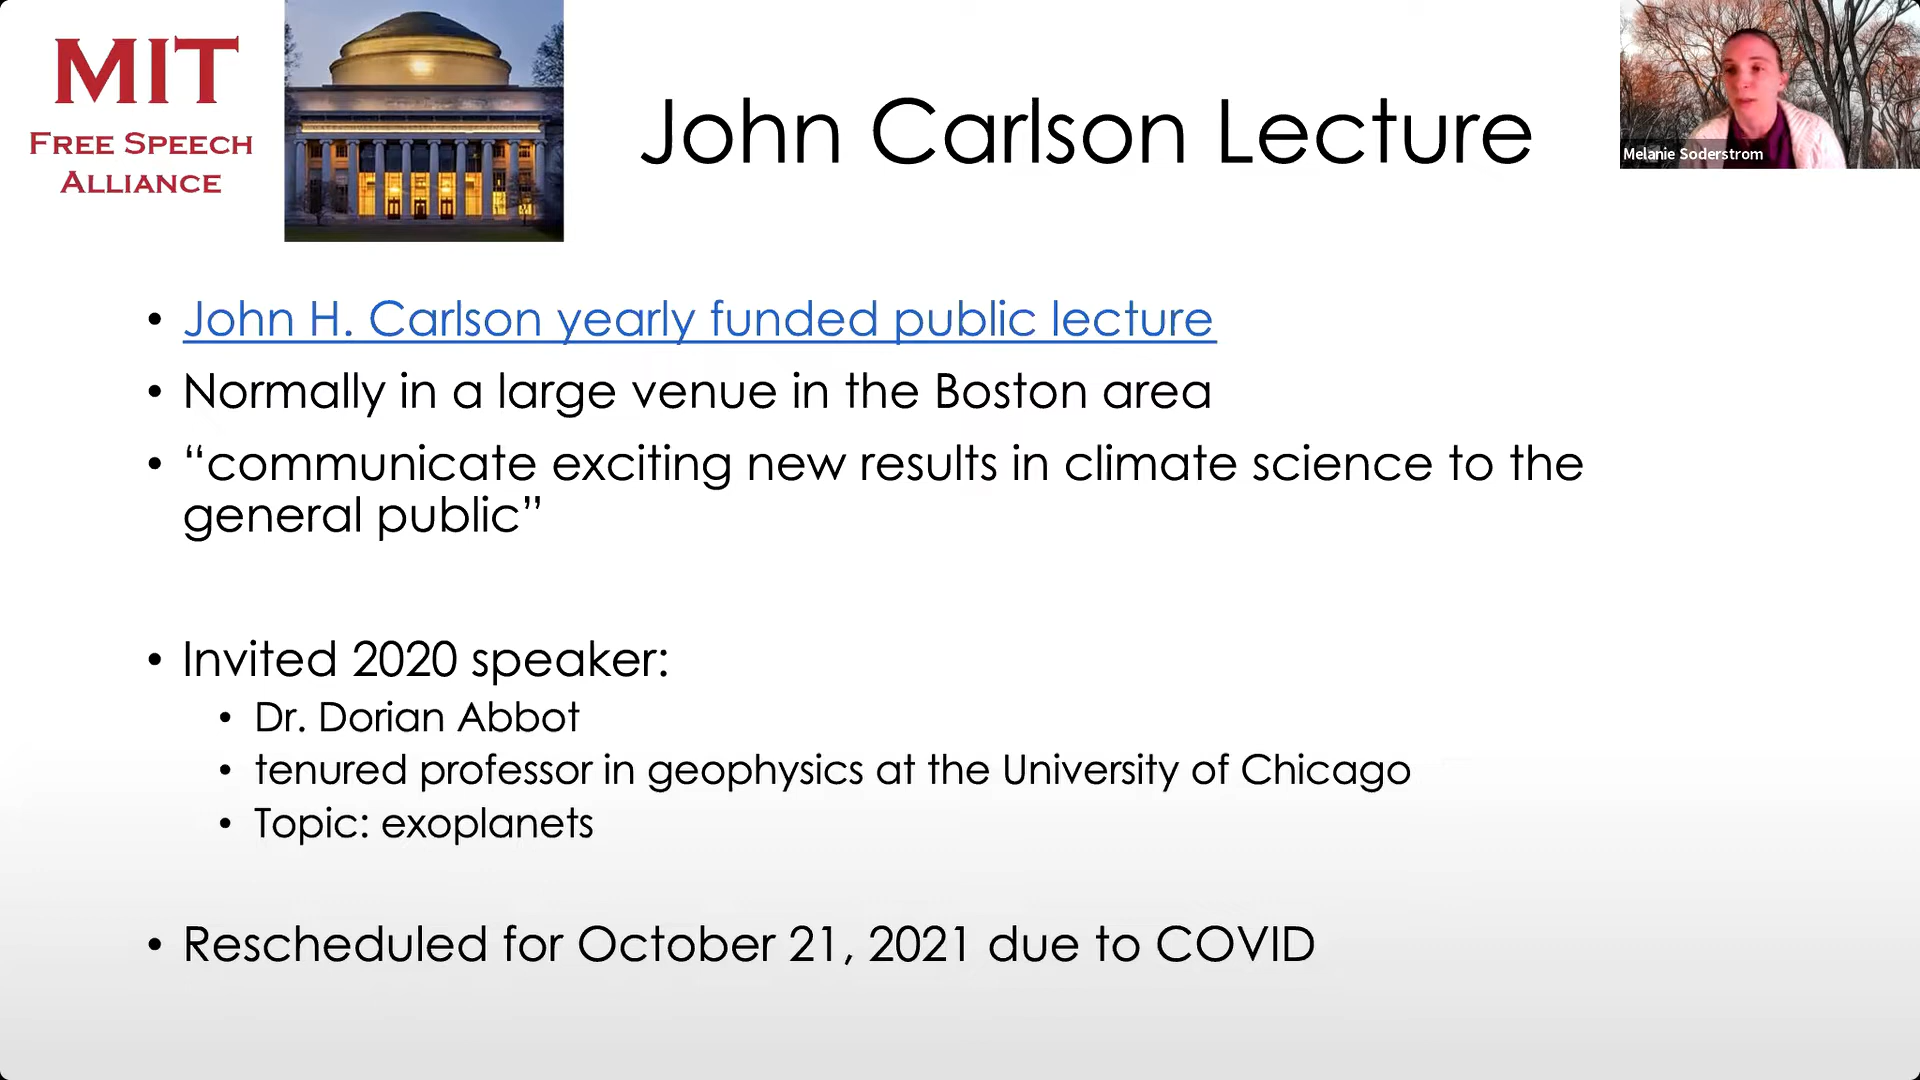 MIT
FREE SPEECH
ALLIANCE
John Carlson Lecture
Melanie Soderstrom
• John H. Carlson yearly funded public lecture
• Normally in a large venue in the Boston area
• “communicate exciting new results in climate science to the
general public”
• Invited 2020 speaker:
• Dr. Dorian Abbot
• tenured professor in geophysics at the University of Chicago
• Topic: exoplanets
• Rescheduled for October 21, 2021 due to COVID